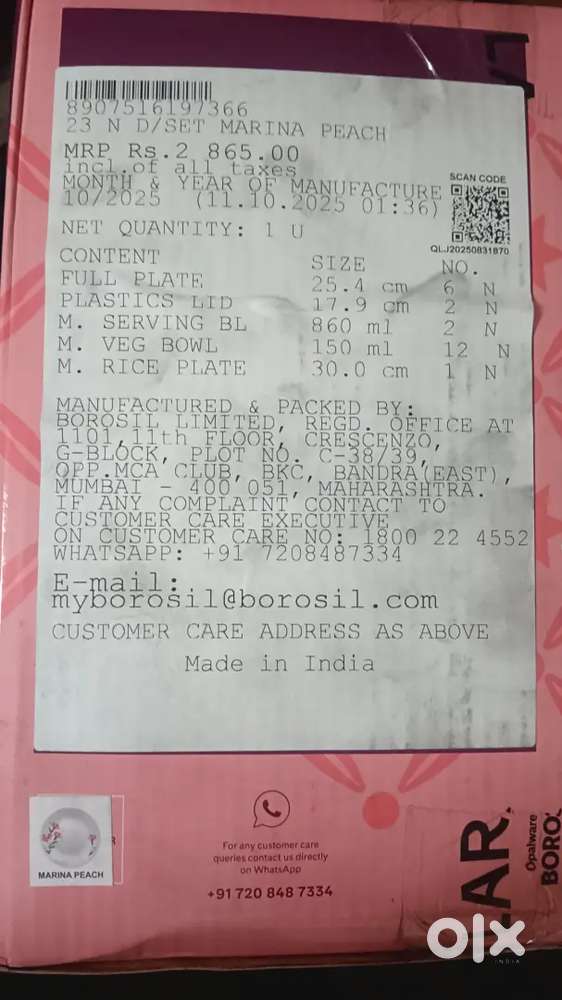 8907516197366
23 N D/SET MARINA PEACH
MRP Rs.2 865.00
incl.of all taxes
MONTH & YEAR OF MANUFACTURE
10/2025 (11.10.2025 01:36)
SCAN CODE
QLJ20250831870
NET QUANTITY: 1 U
CONTENT SIZE NO.
FULL PLATE 25.4 cm 6 N
PLASTICS LID 17.9 cm 2 N
M. SERVING BL 860 ml 2 N
M. VEG BOWL 150 ml 12 N
M. RICE PLATE 30.0 cm 1 N
MANUFACTURED & PACKED BY:
BOROSIL LIMITED, REGD. OFFICE AT
1101,11th FLOOR, CRESCENZO,
G-BLOCK, PLOT NO. C-38/39,
OPP.MCA CLUB, BKC, BANDRA(EAST),
MUMBAI - 400 051, MAHARASHTRA.
IF ANY COMPLAINT CONTACT TO
CUSTOMER CARE EXECUTIVE
ON CUSTOMER CARE NO: 1800 22 4552
WHATSAPP: +91 7208487334
E-mail:
myborosil@borosil.com
CUSTOMER CARE ADDRESS AS ABOVE
Made in India
MARINA PEACH
For any customer care
queries contact us directly
on WhatsApp
+91 720 848 7334
LAR
Opalware
BORO
olx
INDIA